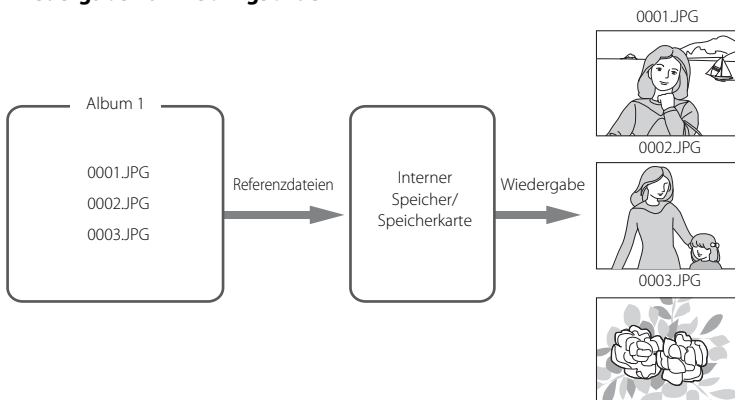 0001.JPG
Album 1
0001.JPG
0002.JPG
0003.JPG
Referenzdateien
Interner
Speicher/
Speicherkarte
Wiedergabe
0002.JPG
0003.JPG